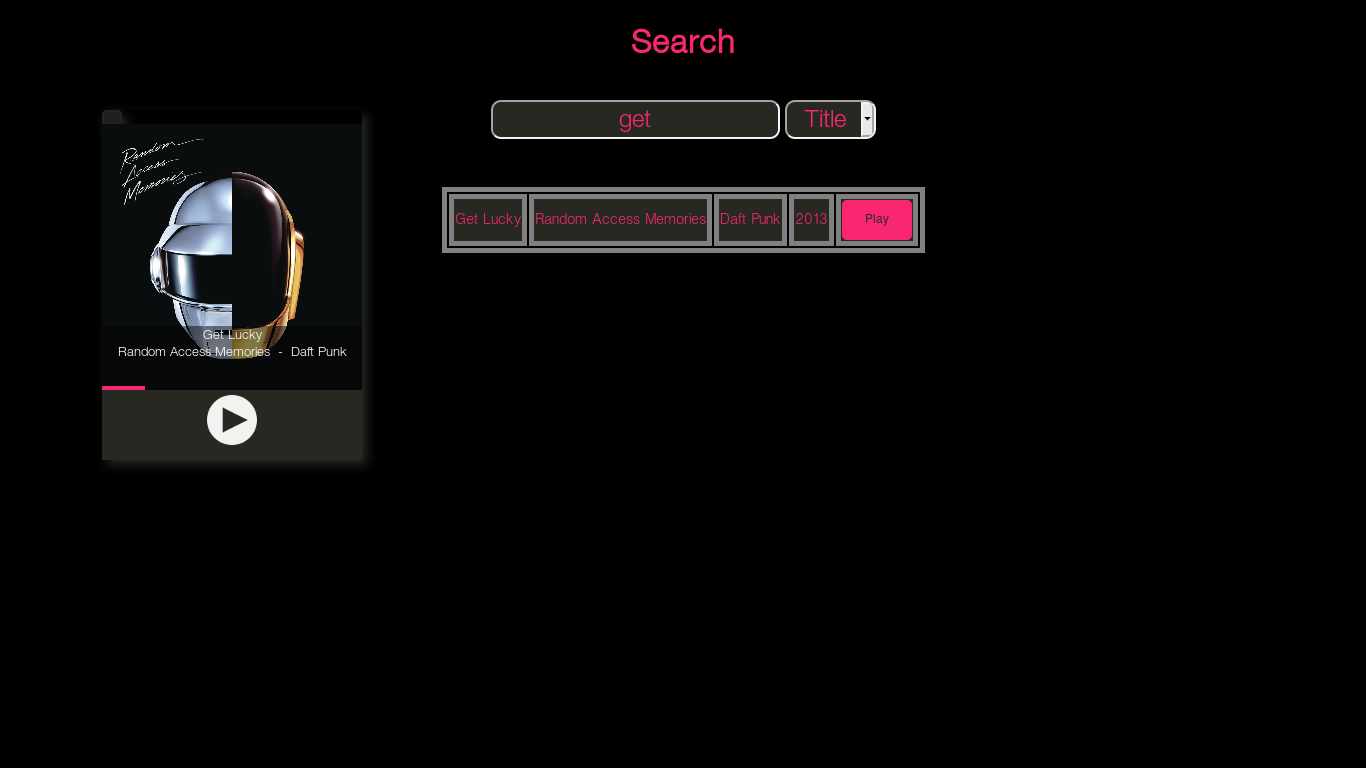 Search
get
Title
Random
Access
Memories
Get Lucky
Random Access Memories - Daft Punk
Get Lucky Random Access Memories Daft Punk 2013 Play